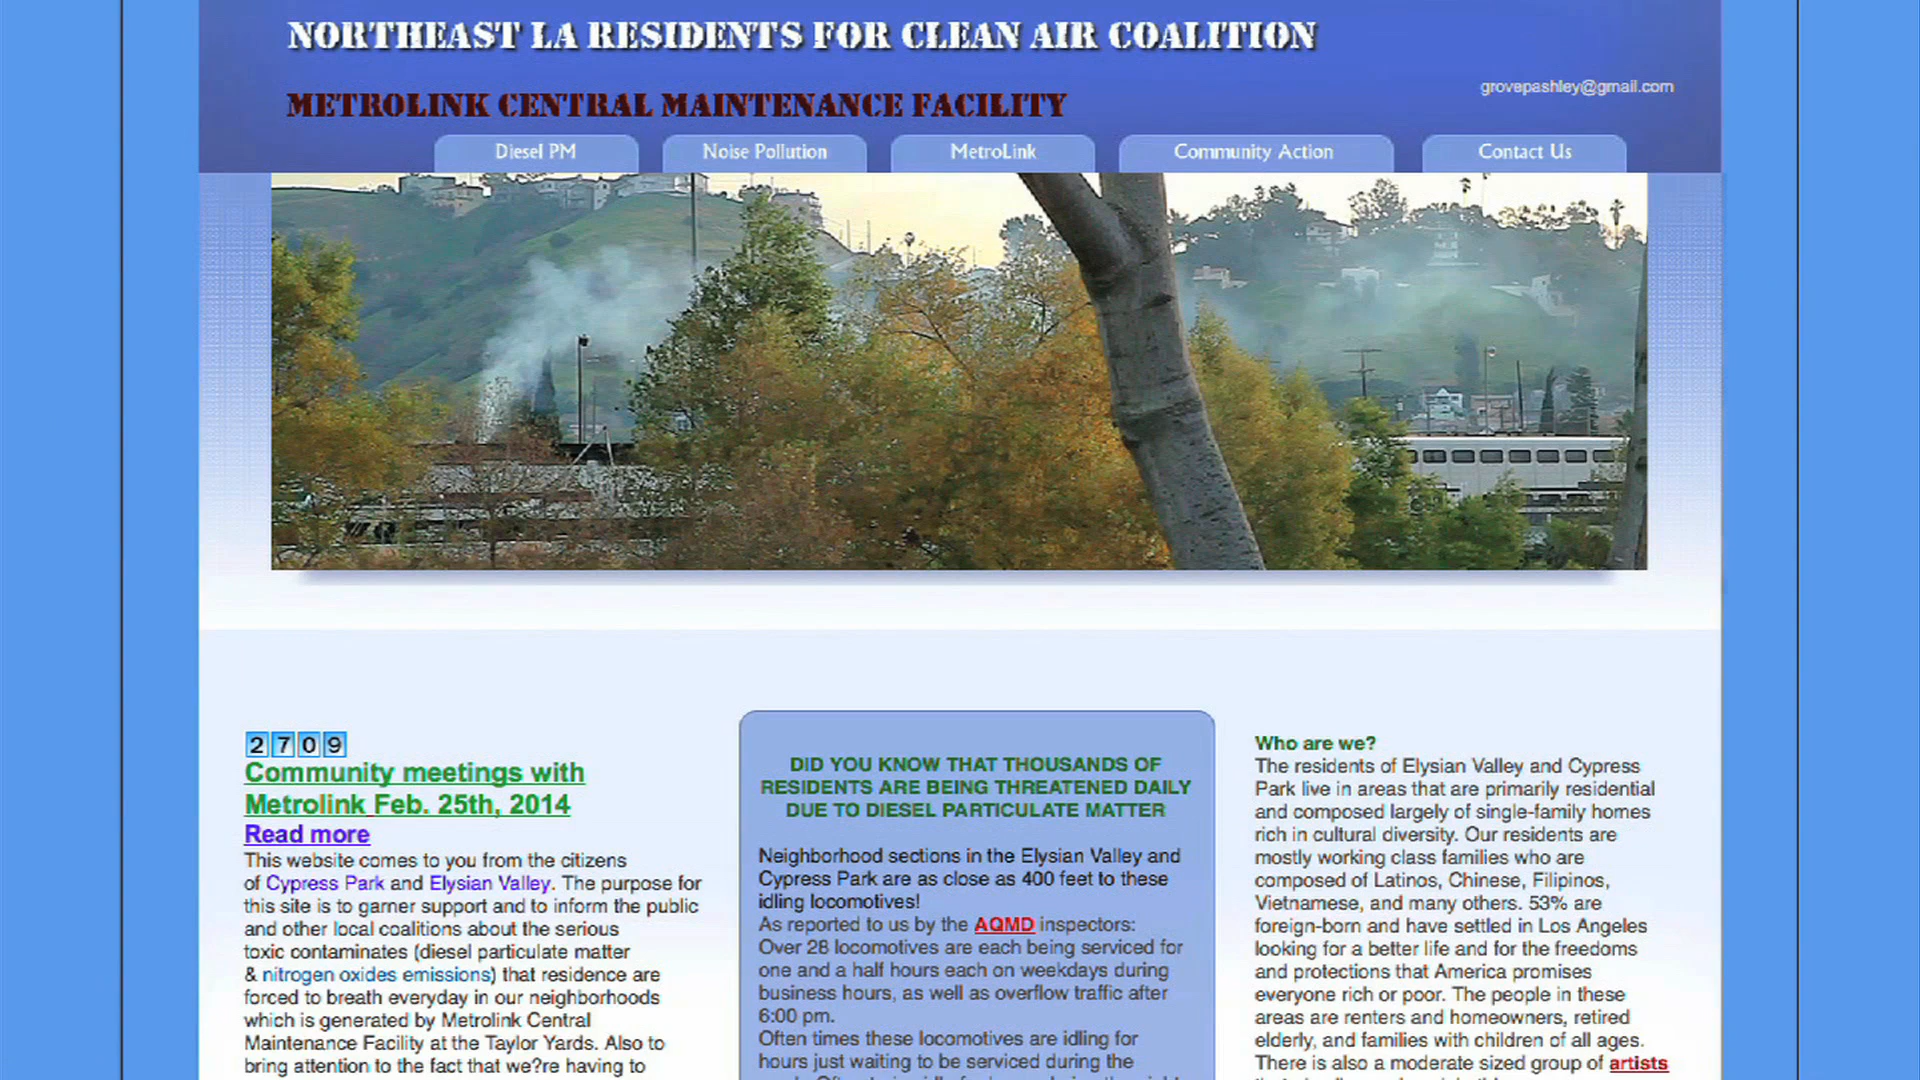 NORTHEAST LA RESIDENTS FOR CLEAN AIR COALITION
grovepashley@gmail.com
METROLINK CENTRAL MAINTENANCE FACILITY
Diesel PM
Noise Pollution
MetroLink
Community Action
Contact Us
2709
Community meetings with
Metrolink Feb. 25th, 2014
Read more
This website comes to you from the citizens
of Cypress Park and Elysian Valley. The purpose for
this site is to garner support and to inform the public
and other local coalitions about the serious
toxic contaminates (diesel particulate matter
& nitrogen oxides emissions) that residence are
forced to breath everyday in our neighborhoods
which is generated by Metrolink Central
Maintenance Facility at the Taylor Yards. Also to
bring attention to the fact that we?re having to
DID YOU KNOW THAT THOUSANDS OF
RESIDENTS ARE BEING THREATENED DAILY
DUE TO DIESEL PARTICULATE MATTER
Neighborhood sections in the Elysian Valley and
Cypress Park are as close as 400 feet to these
idling locomotives!
As reported to us by the AQMD inspectors:
Over 28 locomotives are each being serviced for
one and a half hours each on weekdays during
business hours, as well as overflow traffic after
6:00 pm.
Often times these locomotives are idling for
hours just waiting to be serviced during the
Who are we?
The residents of Elysian Valley and Cypress
Park live in areas that are primarily residential
and composed largely of single-family homes
rich in cultural diversity. Our residents are
mostly working class families who are
composed of Latinos, Chinese, Filipinos,
Vietnamese, and many others. 53% are
foreign-born and have settled in Los Angeles
looking for a better life and for the freedoms
and protections that America promises
everyone rich or poor. The people in these
areas are renters and homeowners, retired
elderly, and families with children of all ages.
There is also a moderate sized group of artists